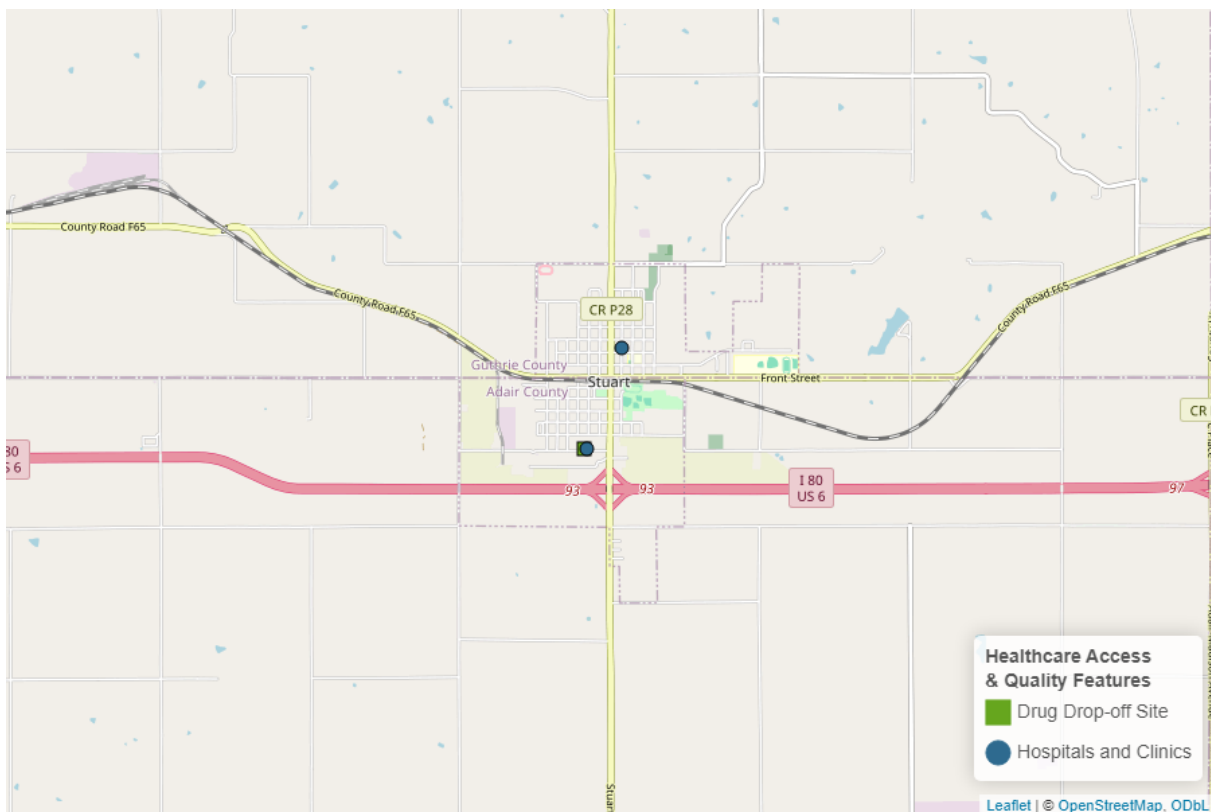 County Road F65
County Road F65
County Road F65
CR P28
Guthrie County
Stuart
Front Street
Adair County
CR
80
S 6
93
93
I 80
US 6
97
Stuar
Healthcare Access
& Quality Features
Drug Drop-off Site
Hospitals and Clinics
Leaflet | © OpenStreetMap, ODbL